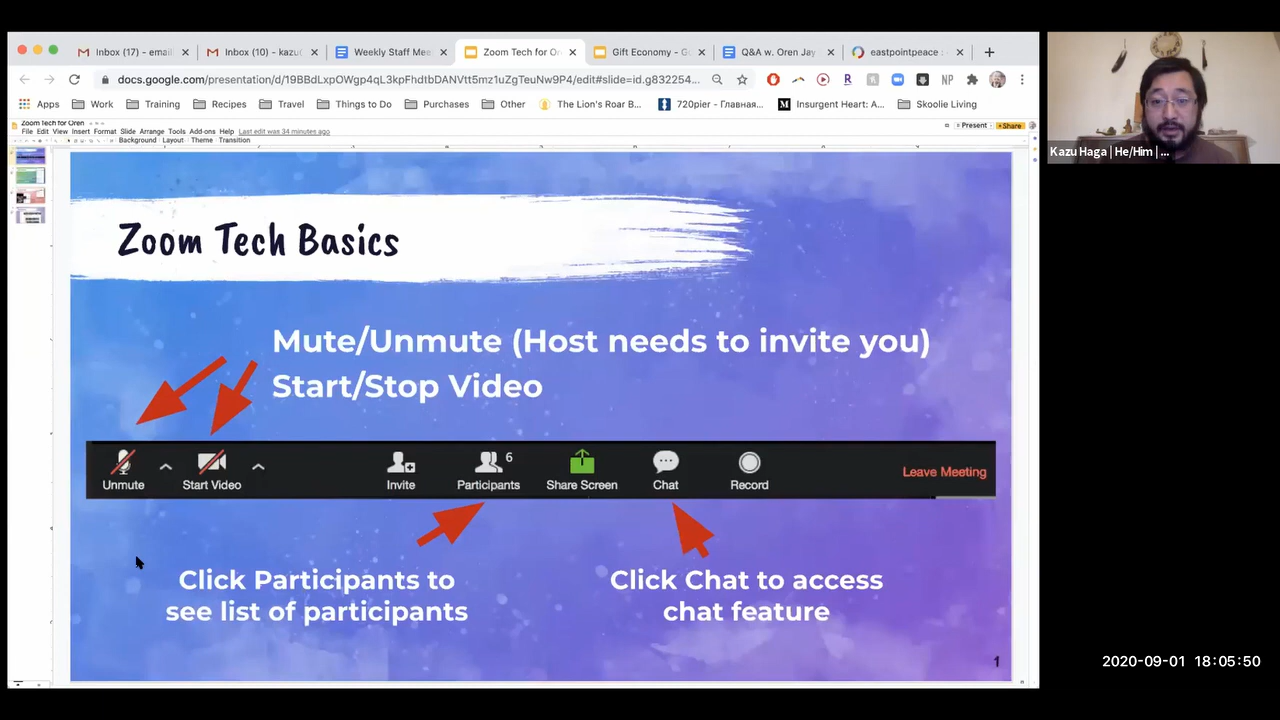 Inbox (17) – emai
Inbox (10) – kazu
Weekly Staff Mee
Zoom Tech for Or
Gift Economy – G
Q&A w. Oren Jay
eastpointpeace :
docs.google.com/presentation/d/19BBdLxpOWgp4qL3kpFhdtbDANVtt5mz1uZgTeuNw9P4/edit#slide=id.g832254...
NP
Apps
Work
Training
Recipes
Travel
Things to Do
Purchases
Other
The Lion's Roar B...
720pier - Главная...
Insurgent Heart: A...
Skoolie Living
Zoom Tech for Oren
File Edit View Insert Format Slide Arrange Tools Add-ons Help Last edit was 34 minutes ago
Present
Share
Background Layout Theme Transition
Zoom Tech Basics
Mute/Unmute (Host needs to invite you)
Start/Stop Video
Unmute
Start Video
Invite
Participants
6
Share Screen
Chat
Record
Leave Meeting
Click Participants to
see list of participants
Click Chat to access
chat feature
1
Kazu Haga | He/Him | ...
2020-09-01 18:05:50